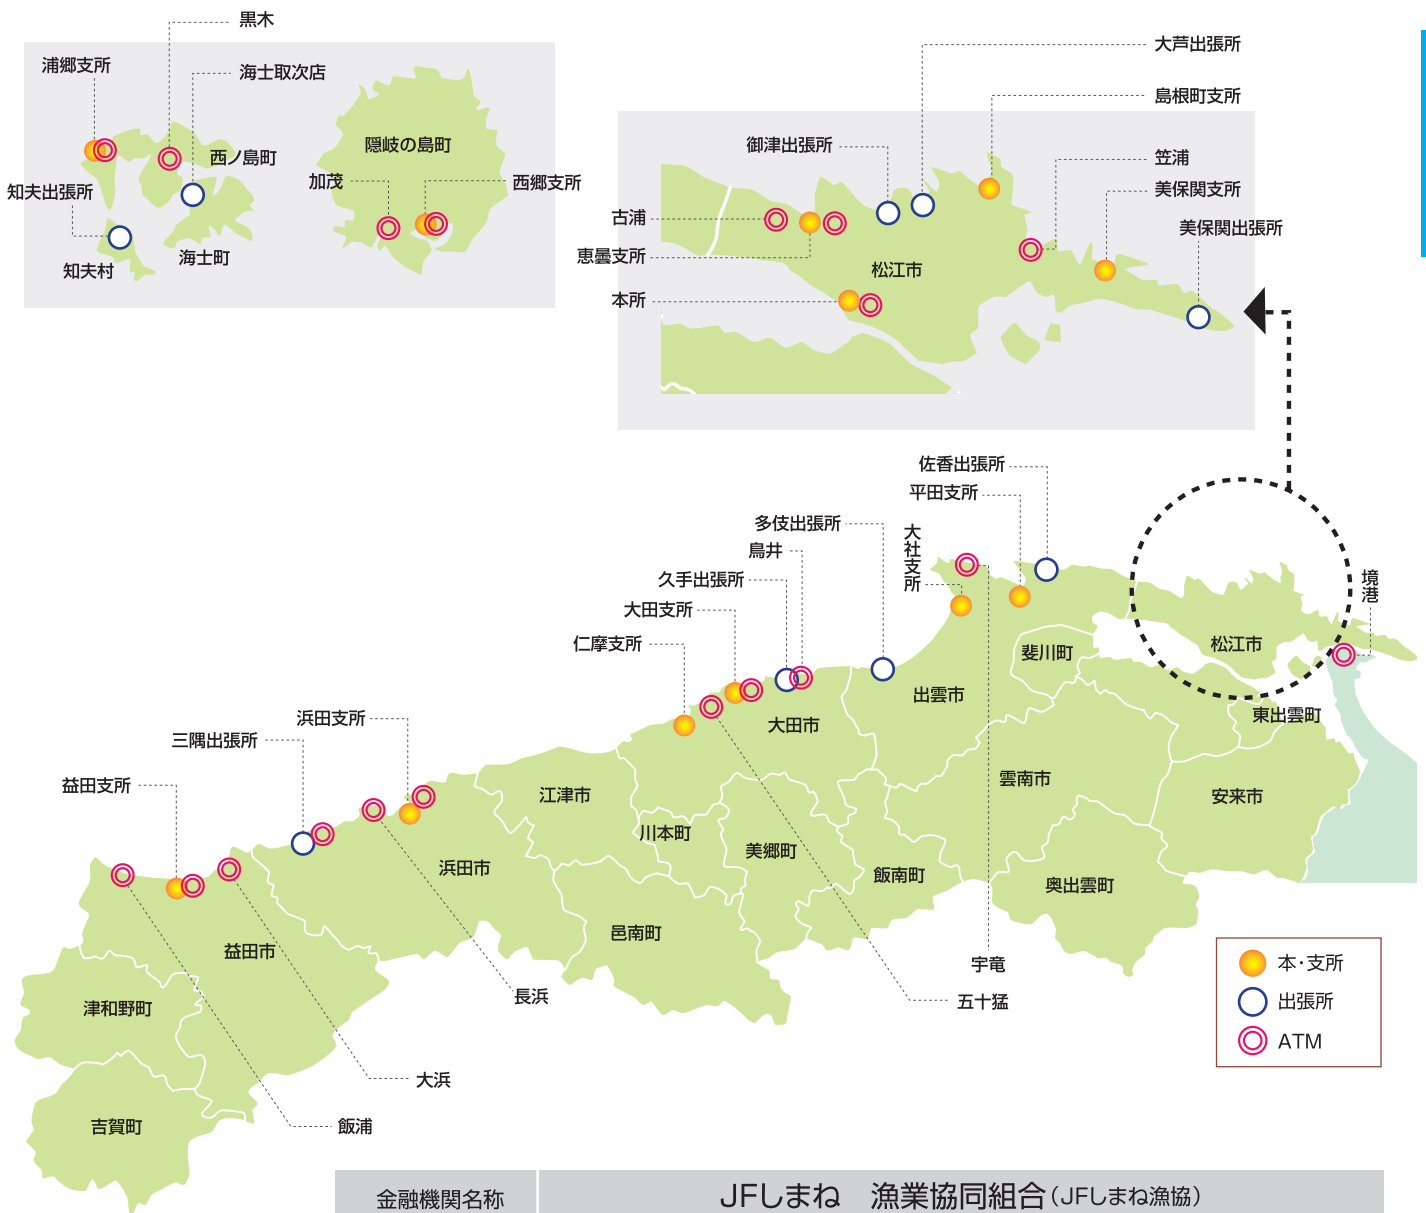 黒木
浦郷支所
海士取次店
西ノ島町
隠岐の島町
知夫出張所
加茂
西郷支所
海士町
知夫村
大芦出張所
島根町支所
御津出張所
笠浦
美保関支所
古浦
美保関出張所
恵曇支所
松江市
本所
佐香出張所
平田支所
多伎出張所
大社支所
鳥井
久手出張所
境港
大田支所
仁摩支所
斐川町
松江市
出雲市
東出雲町
浜田支所
大田市
三隅出張所
雲南市
益田支所
江津市
安来市
川本町
美郷町
浜田市
飯南町
奥出雲町
邑南町
益田市
宇竜
本・支所
長浜
五十猛
出張所
津和野町
ATM
大浜
吉賀町
飯浦
金融機関名称
JFしまね 漁業協同組合（JFしまね漁協）